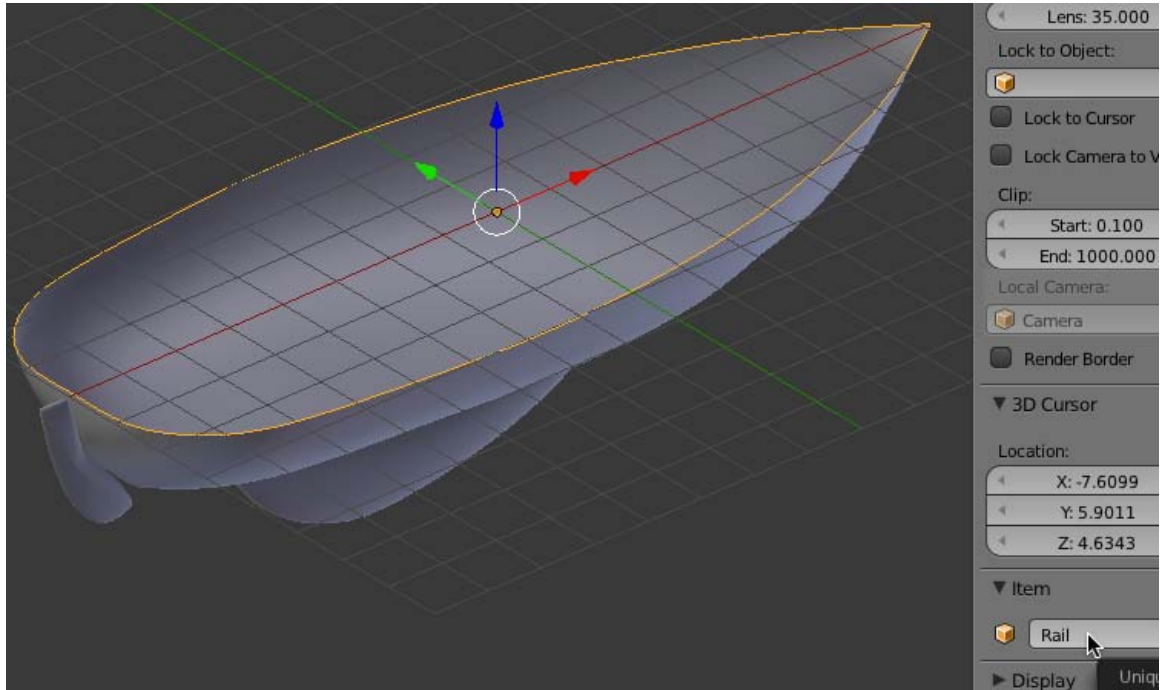 Lens: 35.000
Lock to Object:
Lock to Cursor
Lock Camera to V
Clip:
Start: 0.100
End: 1000.000
Local Camera:
Camera
Render Border
3D Cursor
Location:
X: -7.6099
Y: 5.9011
Z: 4.6343
Item
Rail
Display
Uniqu